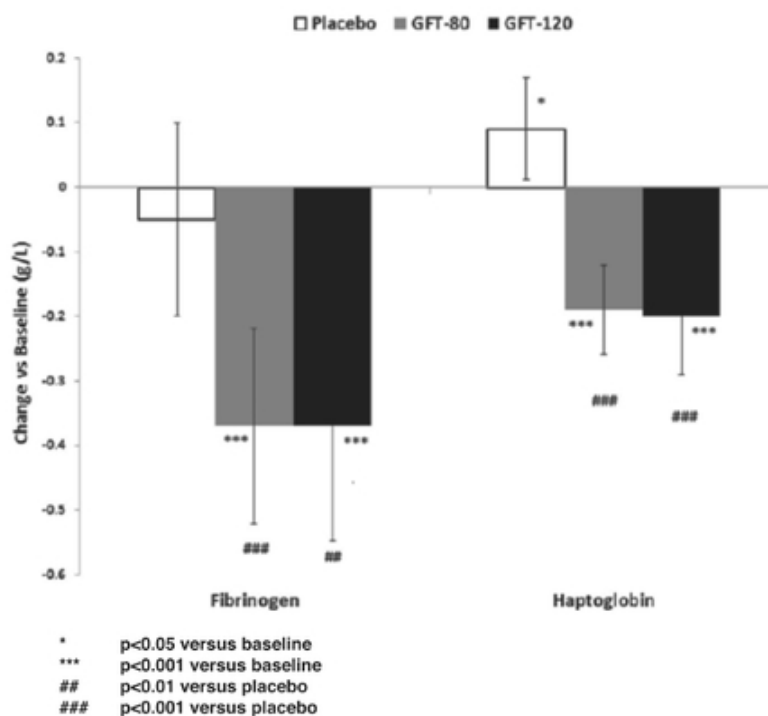 Placebo GFT-80 GFT-120
0.2
0.1
0
-0.1
-0.2
-0.3
-0.4
-0.5
-0.6
Change vs Baseline (g/L)
*
*** ***
### ###
*** ***
### ##
Fibrinogen Haptoglobin
* p<0.05 versus baseline
*** p<0.001 versus baseline
## p<0.01 versus placebo
### p<0.001 versus placebo